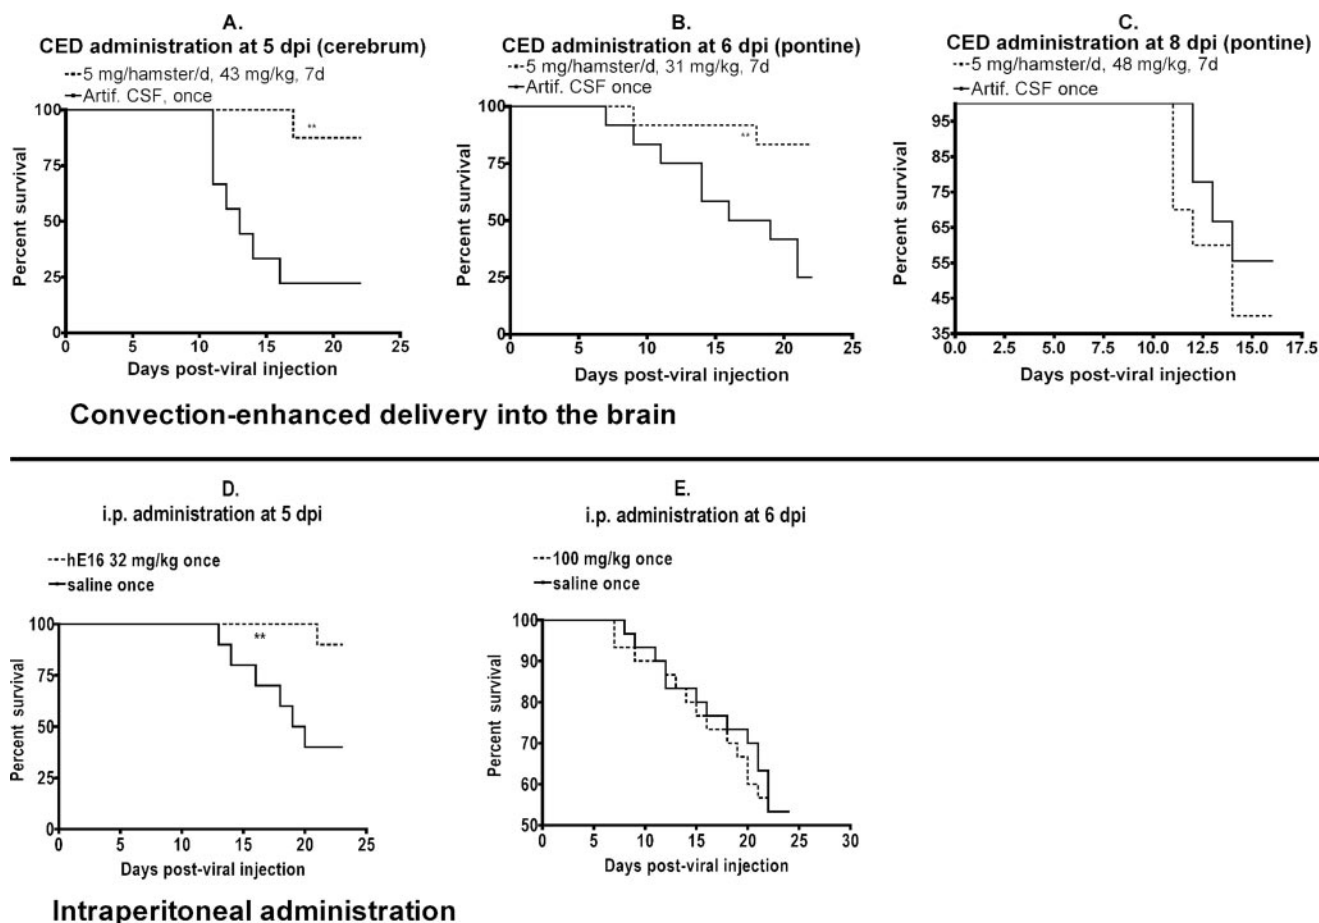 A.
CED administration at 5 dpi (cerebrum)
5 mg/hamster/d, 43 mg/kg, 7d
Artif. CSF, once
100
75
50
25
0
**
Percent survival
0 5 10 15 20 25
Days post-viral injection
B.
CED administration at 6 dpi (pontine)
5 mg/hamster/d, 31 mg/kg, 7d
Artif. CSF once
100
75
50
25
0
**
Percent survival
0 5 10 15 20 25
Days post-viral injection
C.
CED administration at 8 dpi (pontine)
5 mg/hamster/d, 48 mg/kg, 7d
Artif. CSF once
95
85
75
65
55
45
35
Percent survival
0.0 2.5 5.0 7.5 10.0 12.5 15.0 17.5
Days post-viral injection
Convection-enhanced delivery into the brain
D.
i.p. administration at 5 dpi
hE16 32 mg/kg once
saline once
100
75
50
25
0
**
Percent survival
0 5 10 15 20 25
Days post-viral injection
E.
i.p. administration at 6 dpi
100 mg/kg once
saline once
100
90
80
70
60
50
Percent survival
0 5 10 15 20 25 30
Days post-viral injection
Intraperitoneal administration